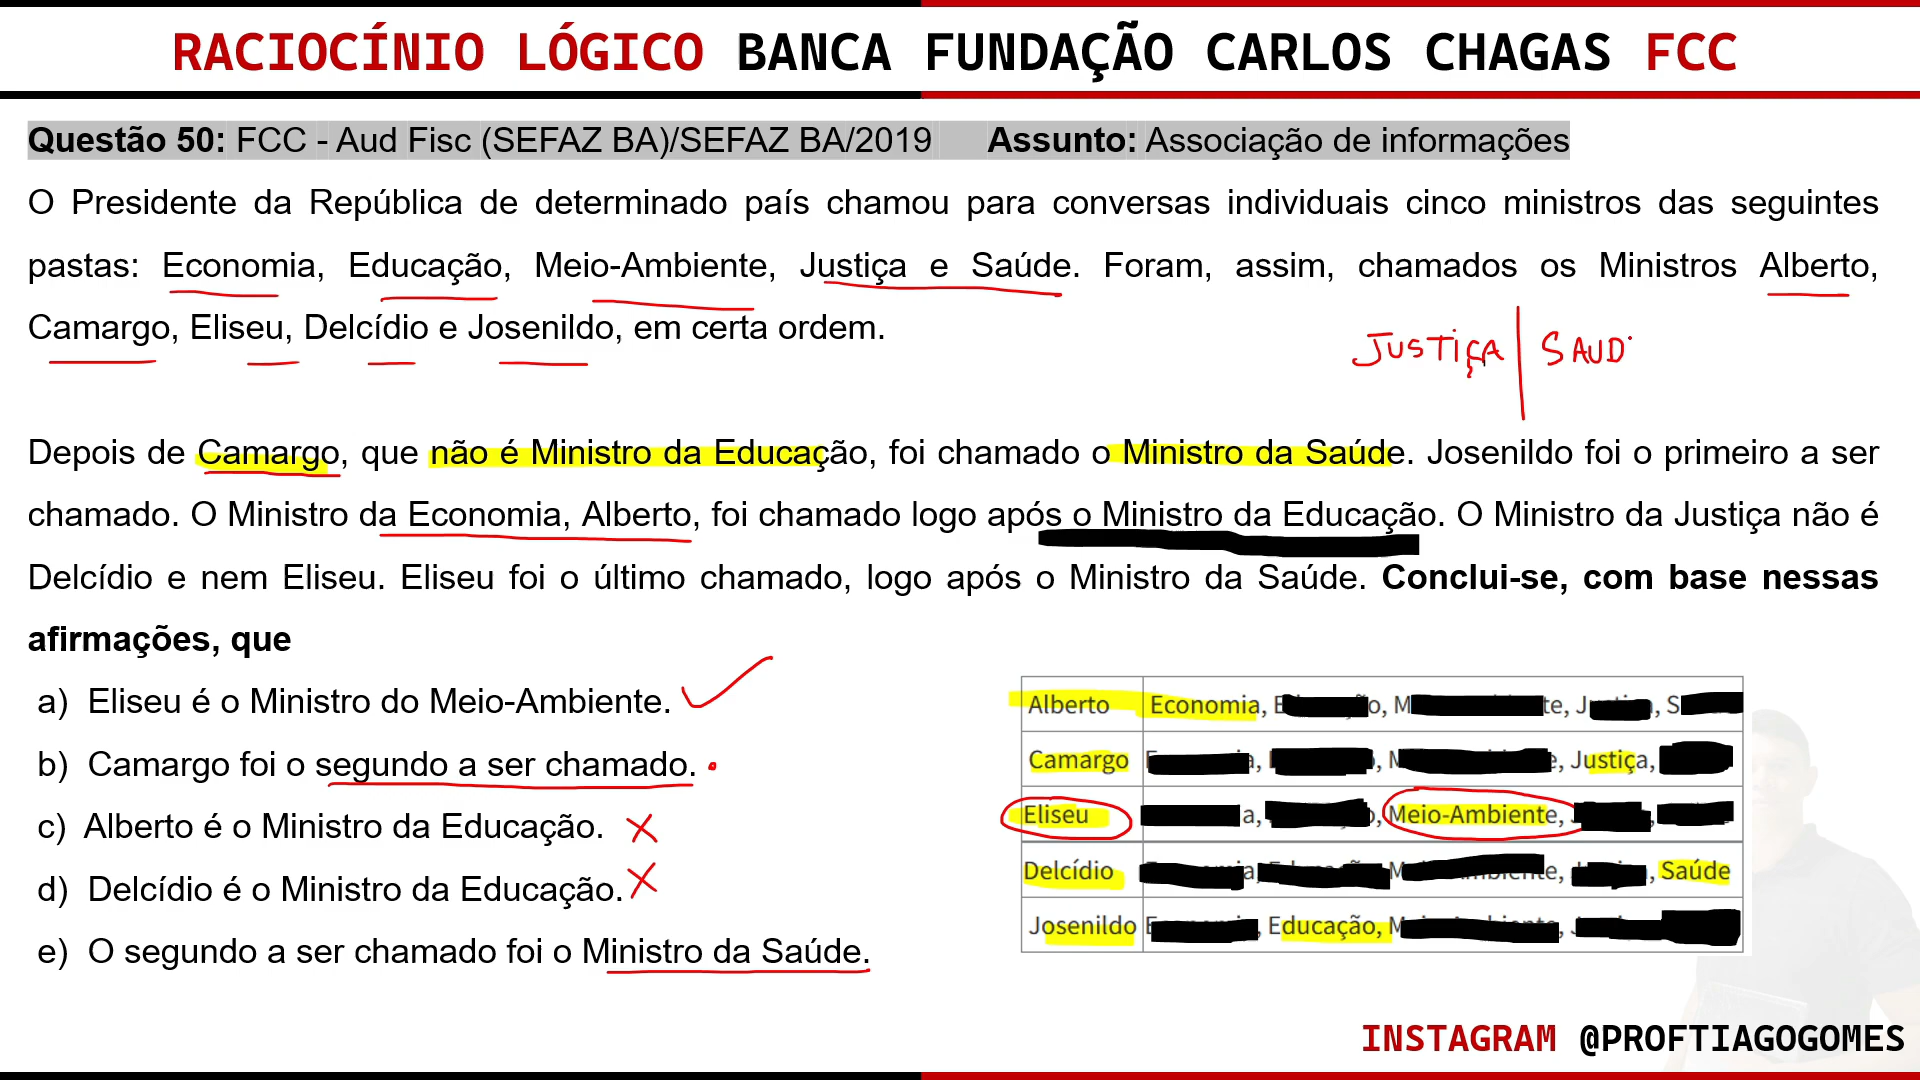 RACIOCÍNIO LÓGICO BANCA FUNDAÇÃO CARLOS CHAGAS FCC
Questão 50: FCC - Aud Fisc (SEFAZ BA)/SEFAZ BA/2019 Assunto: Associação de informações
O Presidente da República de determinado país chamou para conversas individuais cinco ministros das seguintes
pastas: Economia, Educação, Meio-Ambiente, Justiça e Saúde. Foram, assim, chamados os Ministros Alberto,
Camargo, Eliseu, Delcídio e Josenildo, em certa ordem.
JUSTIÇA | SAUD
Depois de Camargo, que não é Ministro da Educação, foi chamado o Ministro da Saúde. Josenildo foi o primeiro a ser
chamado. O Ministro da Economia, Alberto, foi chamado logo após o Ministro da Educação. O Ministro da Justiça não é
Delcídio e nem Eliseu. Eliseu foi o último chamado, logo após o Ministro da Saúde. Conclui-se, com base nessas
afirmações, que
a) Eliseu é o Ministro do Meio-Ambiente.
b) Camargo foi o segundo a ser chamado.
c) Alberto é o Ministro da Educação.
d) Delcídio é o Ministro da Educação.
e) O segundo a ser chamado foi o Ministro da Saúde.
Alberto Economia,
Camargo Justiça,
Eliseu Meio-Ambiente,
Delcídio Saúde
Josenildo Educação,
INSTAGRAM @PROFTIAGOGOMES